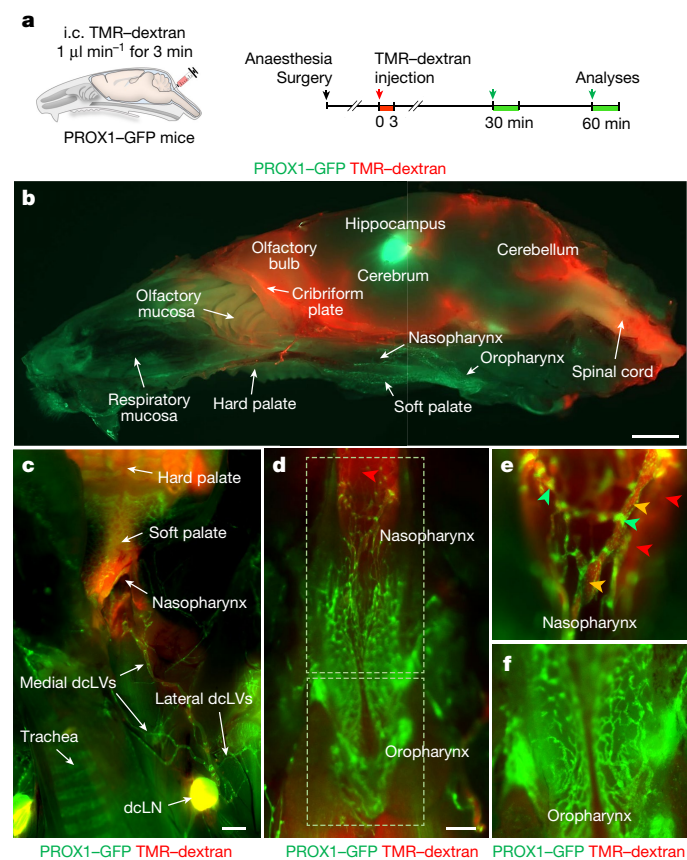 a
i.c. TMR–dextran
1 µl min⁻¹ for 3 min
PROX1–GFP mice
Anaesthesia
Surgery
TMR–dextran
injection
Analyses
0 3
30 min
60 min
PROX1–GFP TMR–dextran
b
Hippocampus
Olfactory
bulb
Cerebellum
Cerebrum
Olfactory
mucosa
Cribriform
plate
Nasopharynx
Oropharynx
Spinal cord
Respiratory
mucosa
Hard palate
Soft palate
c
Hard palate
Soft palate
Nasopharynx
Medial dcLVs
Lateral dcLVs
Trachea
dcLN
d
Nasopharynx
Oropharynx
e
Nasopharynx
f
Oropharynx
PROX1–GFP TMR–dextran
PROX1–GFP TMR–dextran
PROX1–GFP TMR–dextran